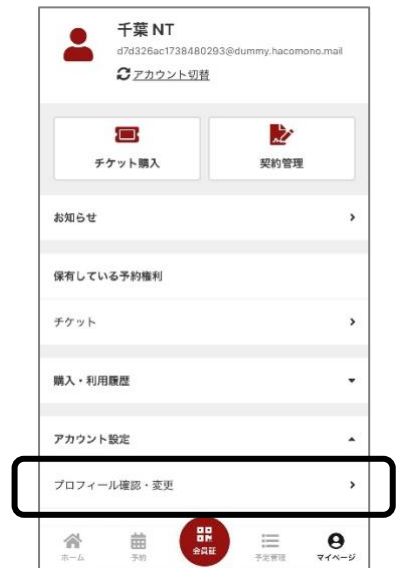 千葉 NT
d7d326ac1738480293@dummy.hacomono.mail
アカウント切替
チケット購入
契約管理
お知らせ
保有している予約権利
チケット
購入・利用履歴
アカウント設定
プロフィール確認・変更
ホーム
予約
会員証
予定管理
マイページ